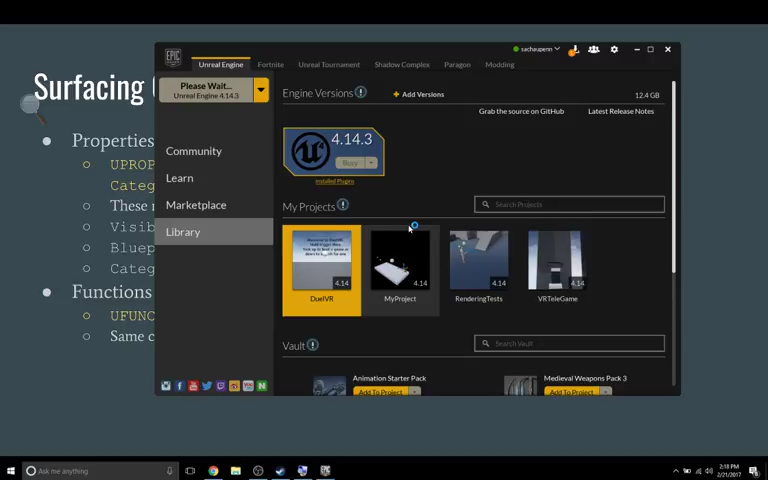 Surfacing
Properties
UPROP
Categ
These
Visib
Bluep
Categ
Functions
UFUNC
Same c
EPIC
GAMES
sachaupenn
Unreal Engine
Fortnite
Unreal Tournament
Shadow Complex
Paragon
Modding
Please Wait...
Unreal Engine 4.14.3
Community
Learn
Marketplace
Library
Engine Versions
+ Add Versions
12.4 GB
Grab the source on GitHub
Latest Release Notes
4.14.3
Busy
Installed Plugins
My Projects
Search Projects
4.14
DuelVR
4.14
MyProject
4.14
RenderingTests
4.14
VRTeleGame
Vault
Search Vault
Animation Starter Pack
Add To Project
Medieval Weapons Pack 3
Add To Project
Ask me anything
2:18 PM
2/21/2017